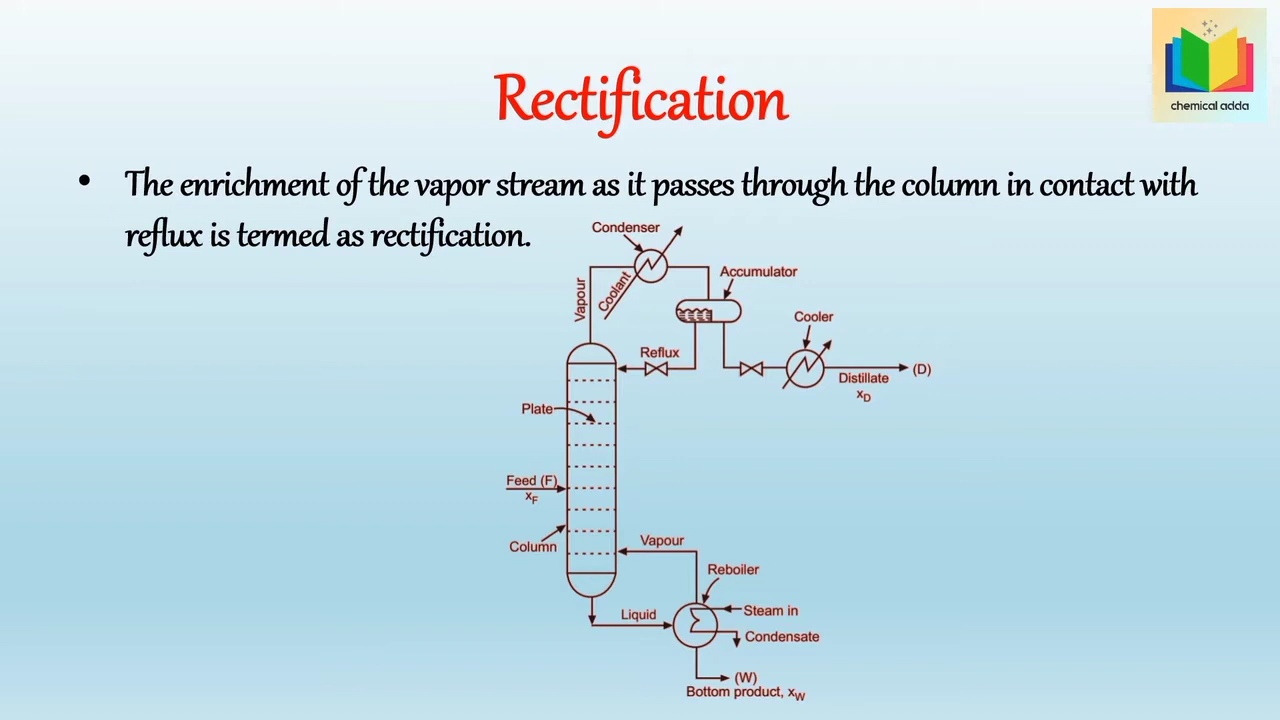 chemical adda
Rectification
• The enrichment of the vapor stream as it passes through the column in contact with
reflux is termed as rectification.
Condenser
Vapour
Coolant
Accumulator
Cooler
Reflux
(D)
Distillate
xD
Plate
Feed (F)
xF
Column
Vapour
Reboiler
Liquid
Steam in
Condensate
(W)
Bottom product, xW